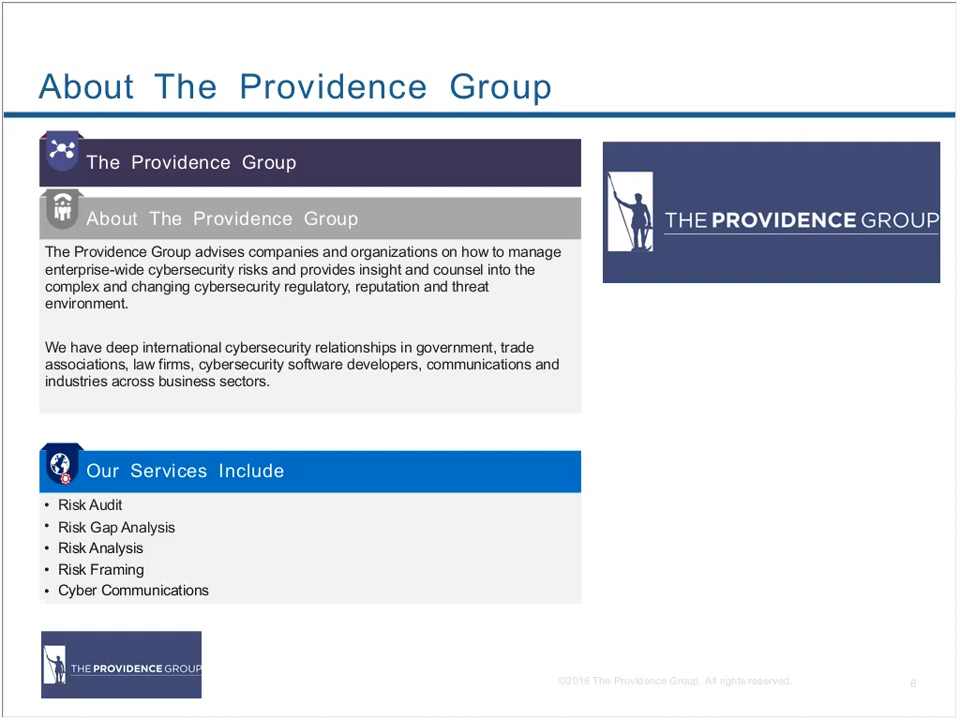 About The Providence Group
The Providence Group
THE PROVIDENCE GROUP
About The Providence Group
The Providence Group advises companies and organizations on how to manage
enterprise-wide cybersecurity risks and provides insight and counsel into the
complex and changing cybersecurity regulatory, reputation and threat
environment.
We have deep international cybersecurity relationships in government, trade
associations, law firms, cybersecurity software developers, communications and
industries across business sectors.
Our Services Include
• Risk Audit
• Risk Gap Analysis
• Risk Analysis
• Risk Framing
• Cyber Communications
THE PROVIDENCE GROUP
©2016 The Providence Group. All rights reserved.
6